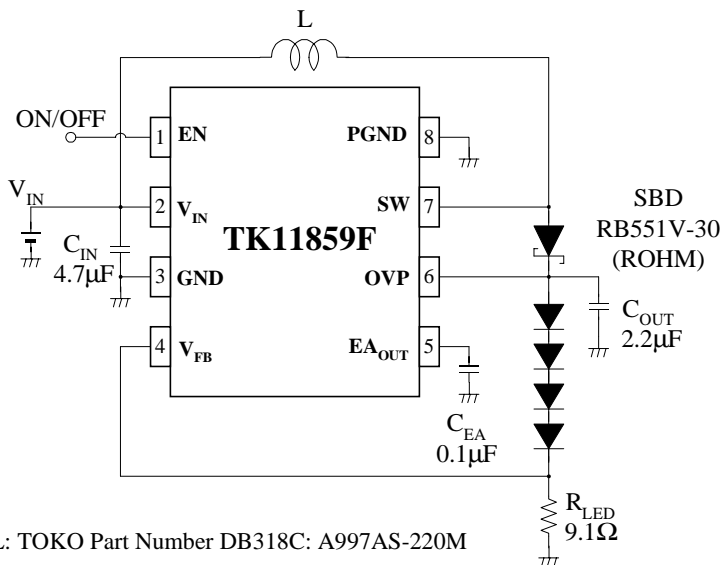 L
ON/OFF
1 EN
PGND 8
V_IN
2 V_IN
SW 7
SBD
RB551V-30
(ROHM)
TK11859F
C_IN
4.7µF
3 GND
OVP 6
C_OUT
2.2µF
4 V_FB
EA_OUT 5
C_EA
0.1µF
R_LED
9.1Ω
L: TOKO Part Number DB318C: A997AS-220M